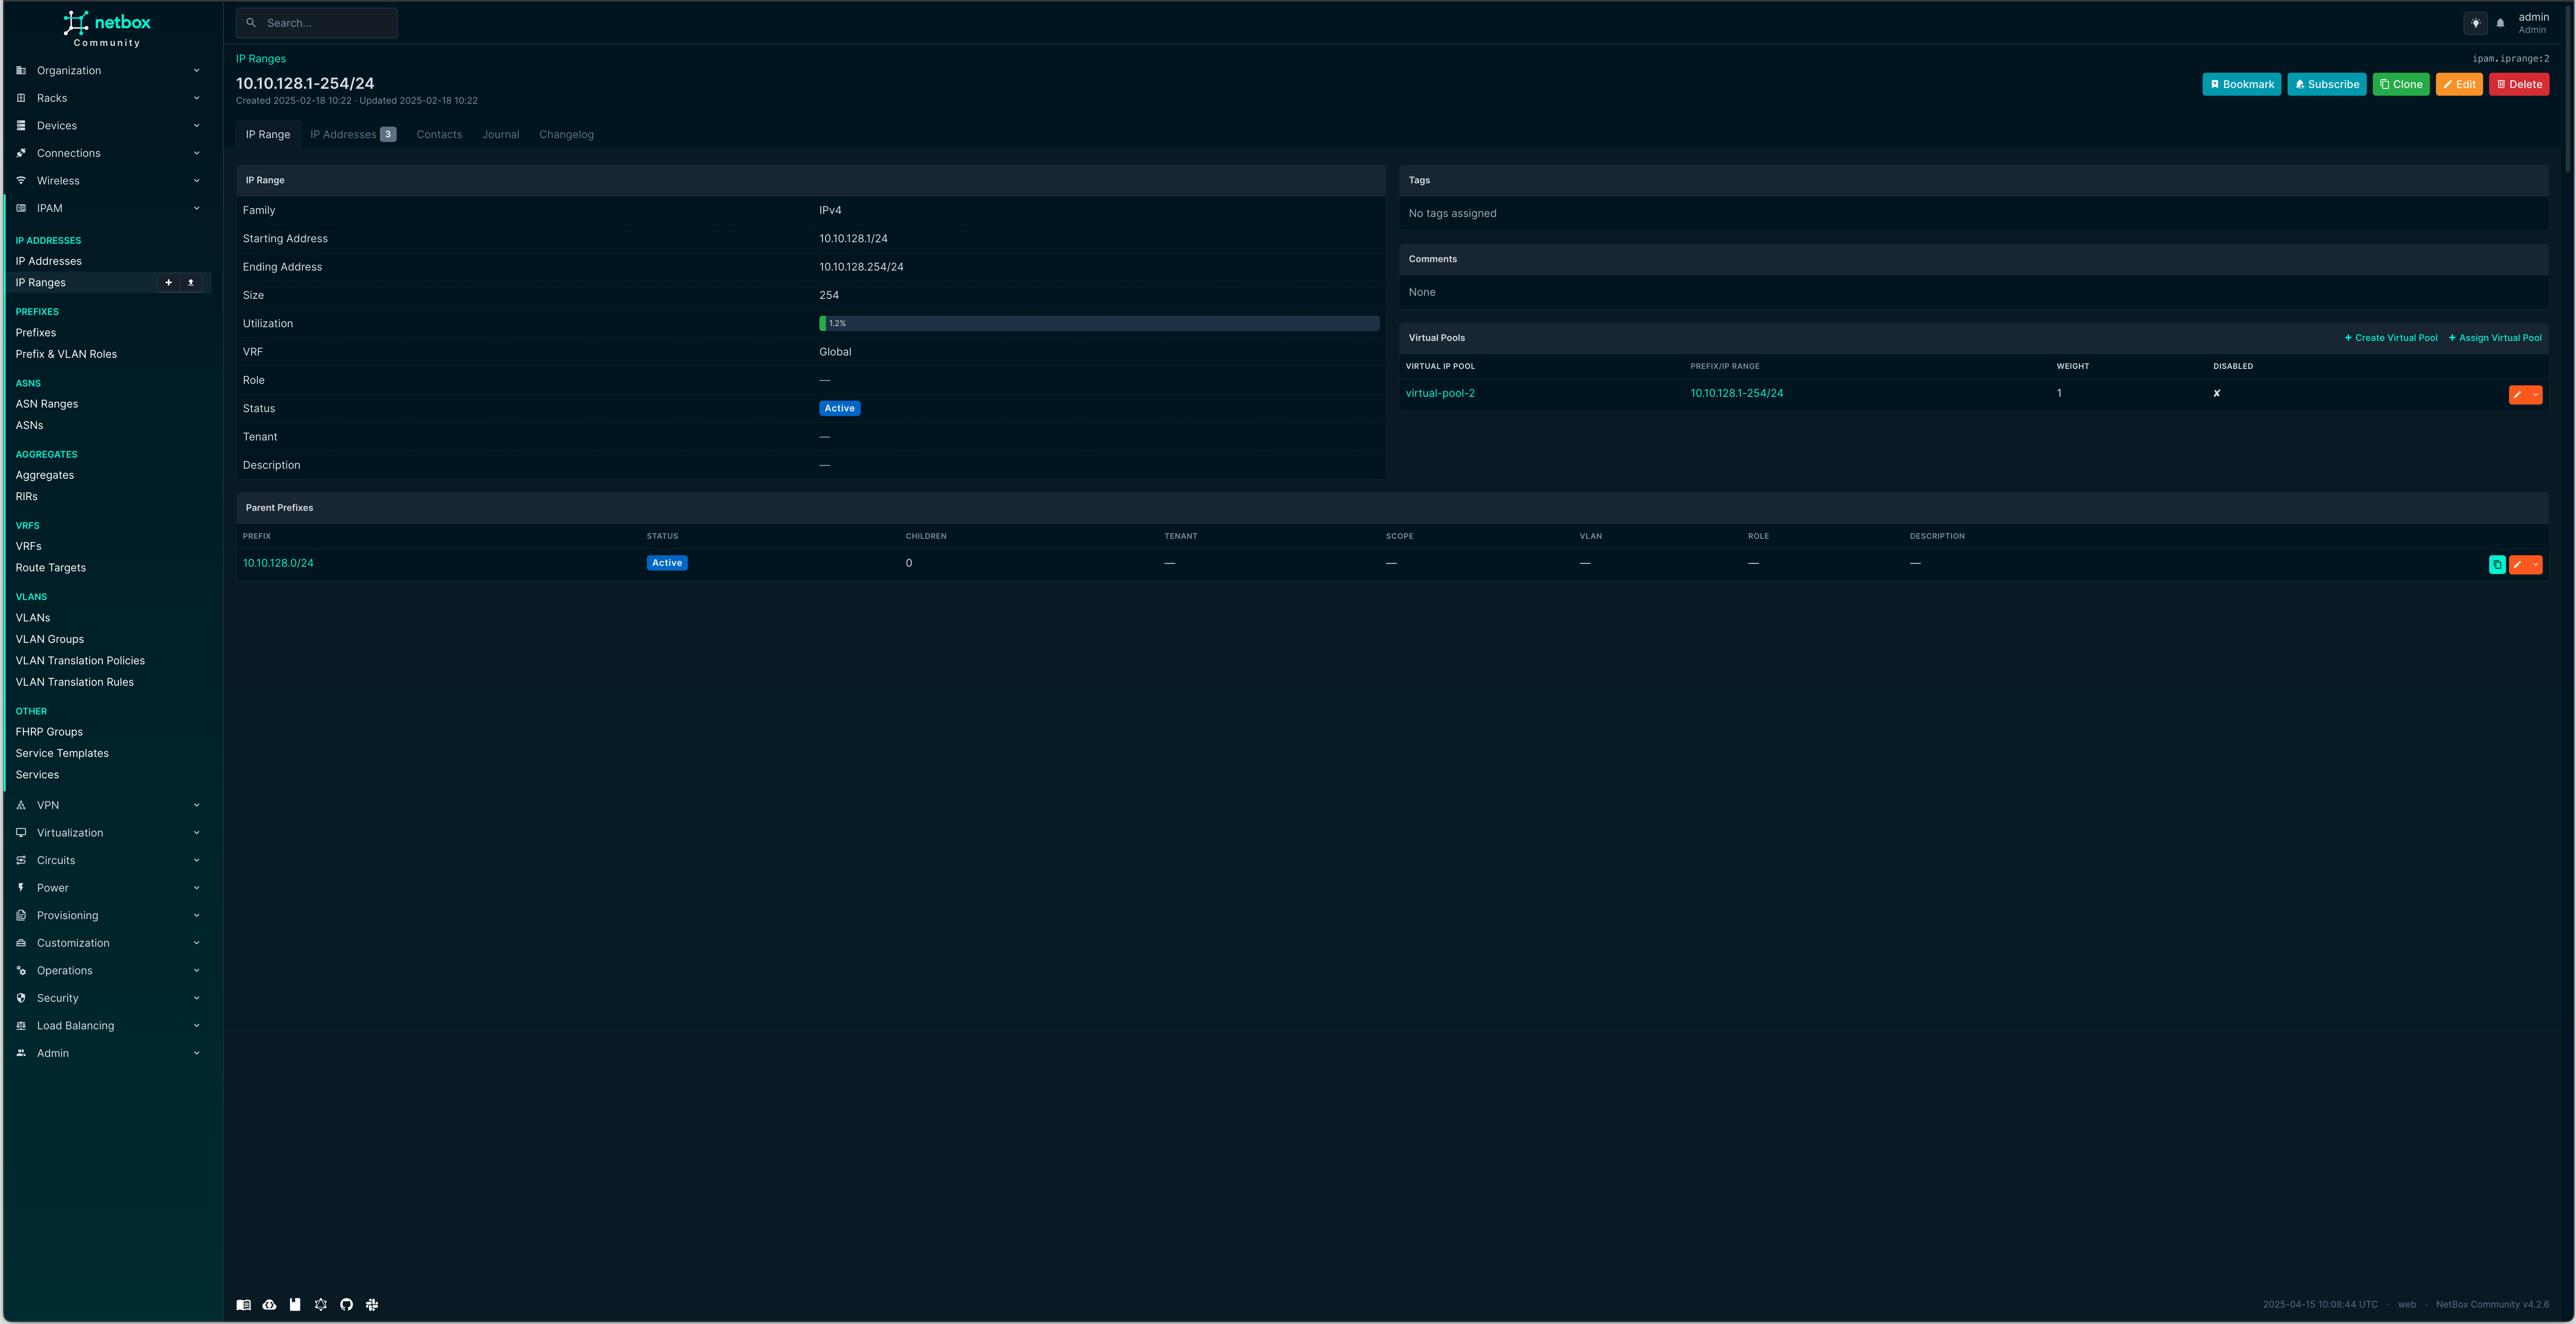 netbox
Community
Search...
admin
Admin
Organization
Racks
Devices
Connections
Wireless
IPAM
IP ADDRESSES
IP Addresses
IP Ranges
PREFIXES
Prefixes
Prefix & VLAN Roles
ASNS
ASN Ranges
ASNs
AGGREGATES
Aggregates
RIRs
VRFS
VRFs
Route Targets
VLANS
VLANs
VLAN Groups
VLAN Translation Policies
VLAN Translation Rules
OTHER
FHRP Groups
Service Templates
Services
VPN
Virtualization
Circuits
Power
Provisioning
Customization
Operations
Security
Load Balancing
Admin
IP Ranges
ipam.iprange:2
10.10.128.1-254/24
Created 2025-02-18 10:22 · Updated 2025-02-18 10:22
Bookmark Subscribe Clone Edit Delete
IP Range IP Addresses 3 Contacts Journal Changelog
IP Range
Family IPv4
Starting Address 10.10.128.1/24
Ending Address 10.10.128.254/24
Size 254
Utilization 1.2%
VRF Global
Role —
Status Active
Tenant —
Description —
Tags
No tags assigned
Comments
None
Virtual Pools + Create Virtual Pool + Assign Virtual Pool
VIRTUAL IP POOL PREFIX/IP RANGE WEIGHT DISABLED
virtual-pool-2 10.10.128.1-254/24 1 ✘
Parent Prefixes
PREFIX STATUS CHILDREN TENANT SCOPE VLAN ROLE DESCRIPTION
10.10.128.0/24 Active 0 — — — — —
2025-04-15 10:08:44 UTC · web · NetBox Community v4.2.6